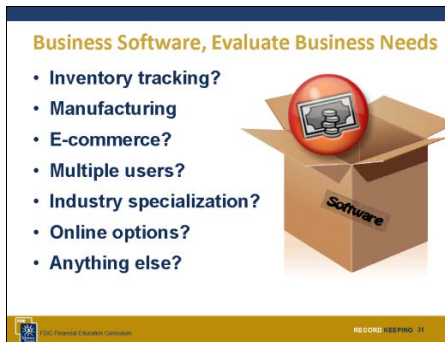 Business Software, Evaluate Business Needs
• Inventory tracking?
• Manufacturing
• E-commerce?
• Multiple users?
• Industry specialization?
• Online options?
• Anything else?
Software
FDIC Financial Education Curriculum
RECORD KEEPING 31